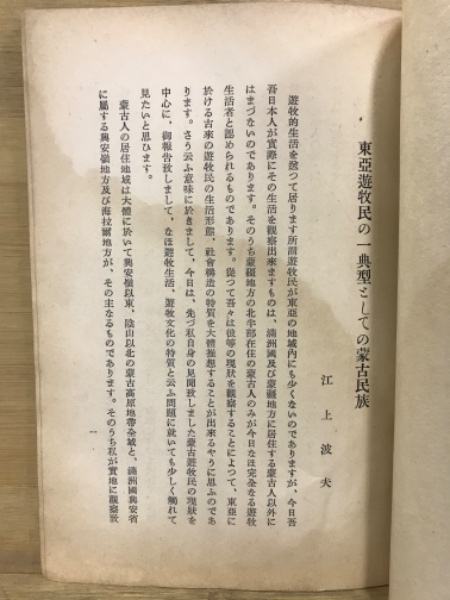 東亞遊牧民の一典型としての蒙古民族
江上波夫
遊牧的生活を送つて居ります所謂遊牧民が東亞の地域內にも少くないのでありますが、今日吾
吾日本人が實際にその生活を觀察出來ますものは、滿洲國及び蒙疆地方に居住する蒙古人以外に
はまづないのであります。そのうち蒙疆地方の北半部在住の蒙古人のみが今日なほ完全なる遊牧
生活者と認められるものであります。從つて吾々は彼等の現狀を觀察することによつて、東亞に
於ける古來の遊牧民の生活形態、社會構造の特質を大體推想することが出來るやうに思ふのであ
ります。さう云ふ意味に於きまして、今日は、先づ私自身の見聞致しました蒙古遊牧民の現狀を
中心に、御報告致しまして、なほ遊牧生活、遊牧文化の特質と云ふ問題に就いても少しく觸れて
見たいと思ひます。
蒙古人の居住地域は大體に於いて興安嶺以東、陰山以北の蒙古高原地帶全域と、滿洲國興安省
に屬する興安嶺地方及び海拉爾地方が、その主なるものであります。そのうち私が實地に觀察致
一